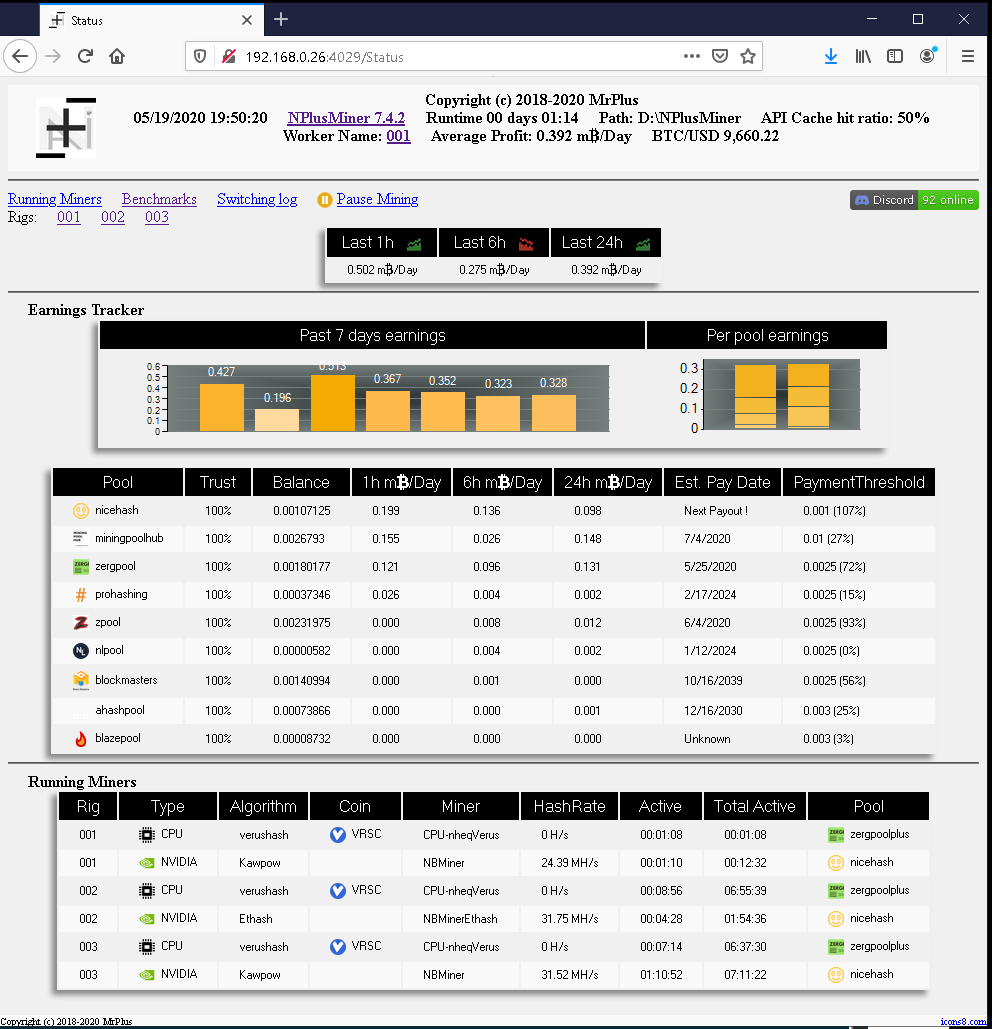 Status
192.168.0.26:4029/Status
Copyright (c) 2018-2020 MrPlus
05/19/2020 19:50:20 NPlusMiner 7.4.2 Runtime 00 days 01:14 Path: D:\NPlusMiner API Cache hit ratio: 50%
Worker Name: 001 Average Profit: 0.392 m₿/Day BTC/USD 9,660.22
Running Miners Benchmarks Switching log Pause Mining
Discord 92 online
Rigs: 001 002 003
Last 1h Last 6h Last 24h
0.502 m₿/Day 0.275 m₿/Day 0.392 m₿/Day
Earnings Tracker
Past 7 days earnings Per pool earnings
0.6
0.5
0.4
0.3
0.2
0.1
0
0.427 0.196 0.513 0.367 0.352 0.323 0.328
0.3
0.2
0.1
0
Pool Trust Balance 1h m₿/Day 6h m₿/Day 24h m₿/Day Est. Pay Date PaymentThreshold
nicehash 100% 0.00107125 0.199 0.136 0.098 Next Payout ! 0.001 (107%)
MINING POOL HUB miningpoolhub 100% 0.0026793 0.155 0.026 0.148 7/4/2020 0.01 (27%)
ZERG zergpool 100% 0.00180177 0.121 0.096 0.131 5/25/2020 0.0025 (72%)
prohashing 100% 0.00037346 0.026 0.004 0.002 2/17/2024 0.0025 (15%)
zpool 100% 0.00231975 0.000 0.008 0.012 6/4/2020 0.0025 (93%)
NL nlpool 100% 0.00000582 0.000 0.004 0.002 1/12/2024 0.0025 (0%)
blockmasters 100% 0.00140994 0.000 0.001 0.000 10/16/2039 0.0025 (56%)
ahashpool 100% 0.00073866 0.000 0.000 0.001 12/16/2030 0.003 (25%)
blazepool 100% 0.00008732 0.000 0.000 0.000 Unknown 0.003 (3%)
Running Miners
Rig Type Algorithm Coin Miner HashRate Active Total Active Pool
001 CPU verushash VRSC CPU-nheqVerus 0 H/s 00:01:08 00:01:08 ZERG zergpoolplus
001 NVIDIA Kawpow NBMiner 24.39 MH/s 00:01:10 00:12:32 nicehash
002 CPU verushash VRSC CPU-nheqVerus 0 H/s 00:08:56 06:55:39 ZERG zergpoolplus
002 NVIDIA Ethash NBMinerEthash 31.75 MH/s 00:04:28 01:54:36 nicehash
003 CPU verushash VRSC CPU-nheqVerus 0 H/s 00:07:14 06:37:30 ZERG zergpoolplus
003 NVIDIA Kawpow NBMiner 31.52 MH/s 01:10:52 07:11:22 nicehash
Copyright (c) 2018-2020 MrPlus icons8.com